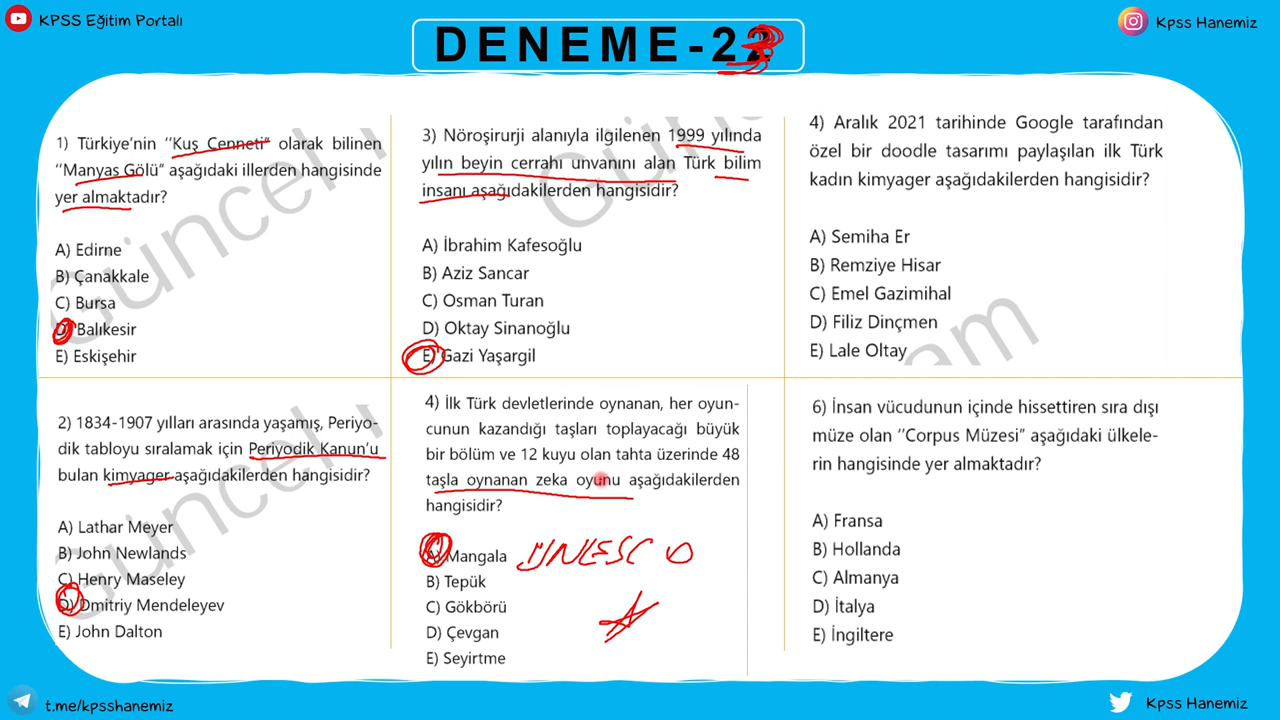 KPSS Eğitim Portalı
DENEME-22
Kpss Hanemiz
1) Türkiye’nin ‘‘Kuş Cenneti“ olarak bilinen
‘‘Manyas Gölü“ aşağıdaki illerden hangisinde
yer almaktadır?
A) Edirne
B) Çanakkale
C) Bursa
D) Balıkesir
E) Eskişehir
2) 1834-1907 yılları arasında yaşamış, Periyo-
dik tabloyu sıralamak için Periyodik Kanun’u
bulan kimyager aşağıdakilerden hangisidir?
A) Lathar Meyer
B) John Newlands
C) Henry Maseley
D) Dmitriy Mendeleyev
E) John Dalton
3) Nöroşirurji alanıyla ilgilenen 1999 yılında
yılın beyin cerrahı unvanını alan Türk bilim
insanı aşağıdakilerden hangisidir?
A) İbrahim Kafesoğlu
B) Aziz Sancar
C) Osman Turan
D) Oktay Sinanoğlu
E) Gazi Yaşargil
4) İlk Türk devletlerinde oynanan, her oyun-
cunun kazandığı taşları toplayacağı büyük
bir bölüm ve 12 kuyu olan tahta üzerinde 48
taşla oynanan zeka oyunu aşağıdakilerden
hangisidir?
A) Mangala UNESCO
B) Tepük
C) Gökbörü
D) Çevgan
E) Seyirtme
4) Aralık 2021 tarihinde Google tarafından
özel bir doodle tasarımı paylaşılan ilk Türk
kadın kimyager aşağıdakilerden hangisidir?
A) Semiha Er
B) Remziye Hisar
C) Emel Gazimihal
D) Filiz Dinçmen
E) Lale Oltay
6) İnsan vücudunun içinde hissettiren sıra dışı
müze olan ‘‘Corpus Müzesi“ aşağıdaki ülkele-
rin hangisinde yer almaktadır?
A) Fransa
B) Hollanda
C) Almanya
D) İtalya
E) İngiltere
Güncel
Güncel
t.me/kpsshanemiz
Kpss Hanemiz